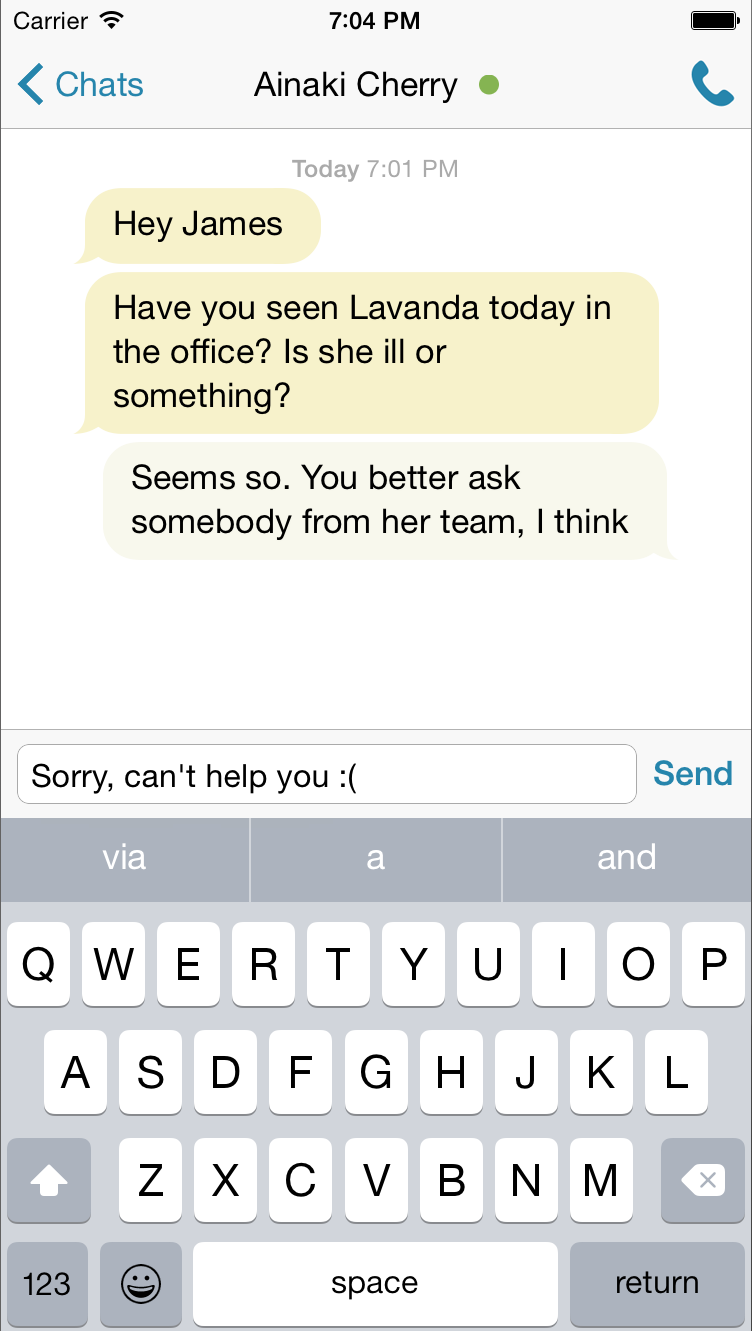 Carrier 7:04 PM
Chats Ainaki Cherry
Today 7:01 PM
Hey James
Have you seen Lavanda today in
the office? Is she ill or
something?
Seems so. You better ask
somebody from her team, I think
Sorry, can't help you :( Send
via a and
Q W E R T Y U I O P
A S D F G H J K L
Z X C V B N M
123 space return